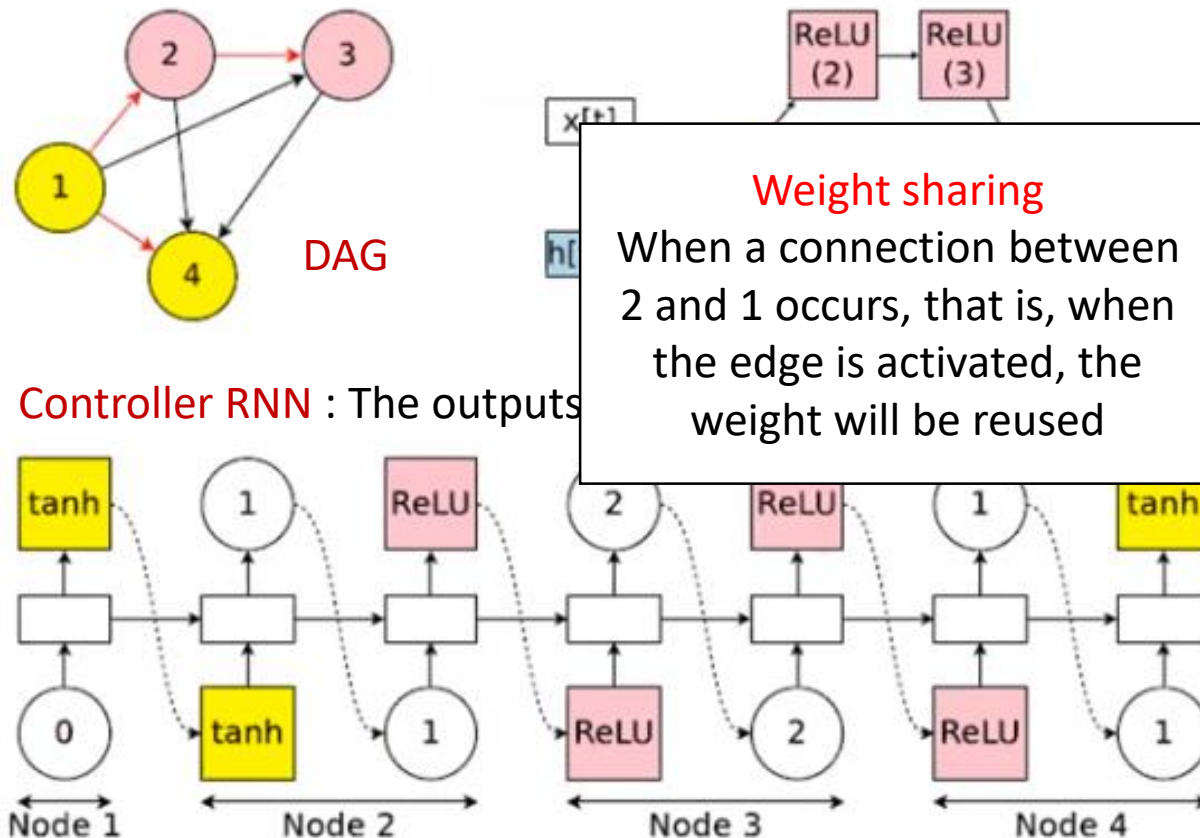 2
3
1
4
DAG
ReLU
(2)
ReLU
(3)
x[t]
h[
Weight sharing
When a connection between
2 and 1 occurs, that is, when
the edge is activated, the
weight will be reused
Controller RNN : The outputs
tanh
1
ReLU
2
ReLU
1
tanh
0
tanh
1
ReLU
2
ReLU
1
Node 1
Node 2
Node 3
Node 4